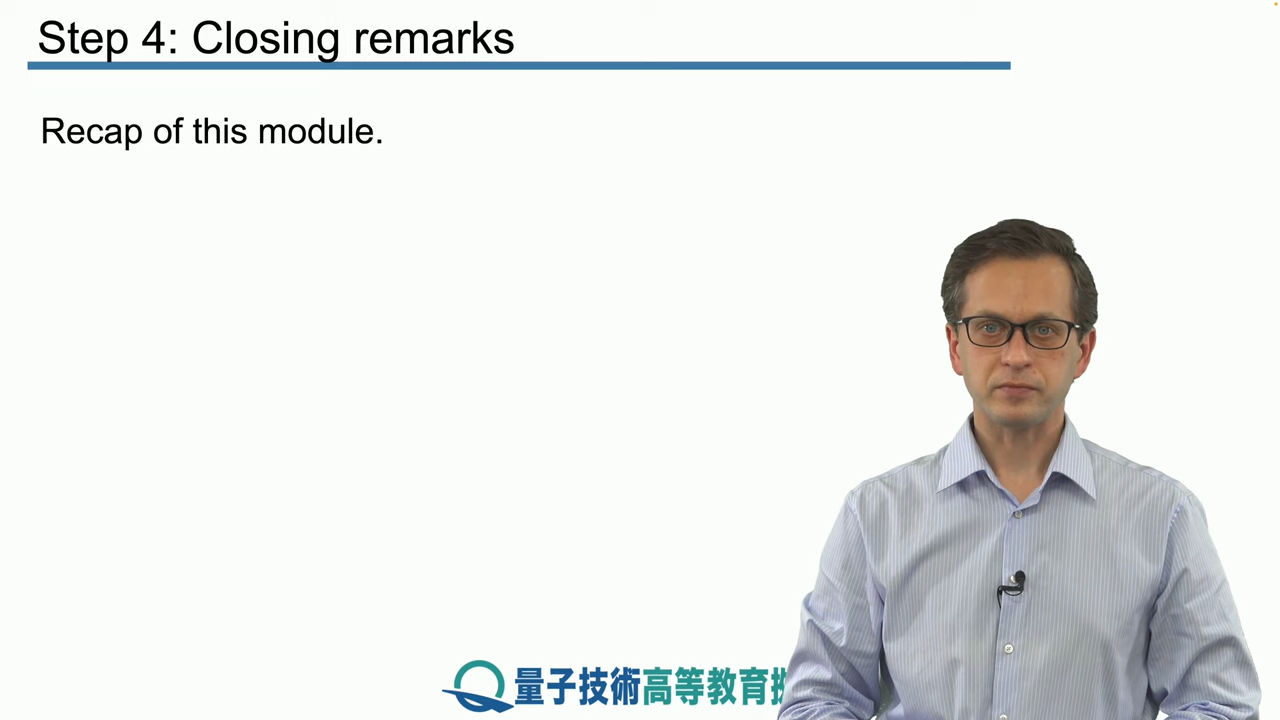 Step 4: Closing remarks
Recap of this module.
量子技術高等教育